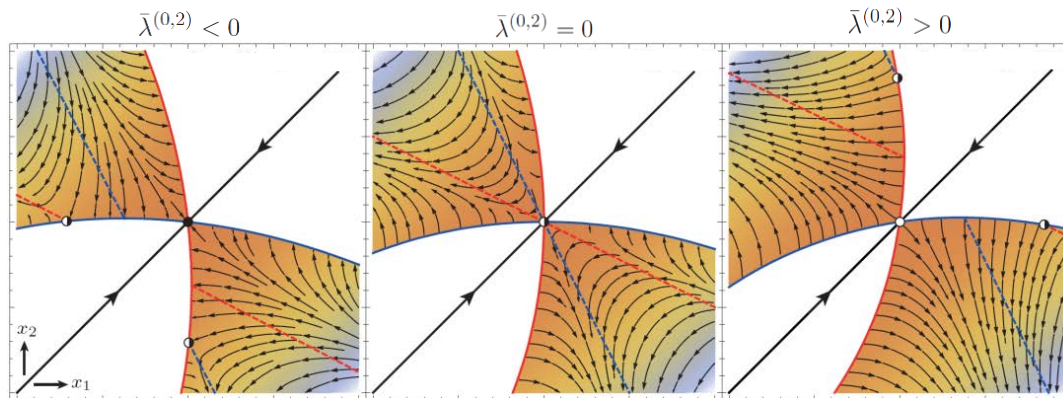 λ̄^(0,2) < 0
λ̄^(0,2) = 0
λ̄^(0,2) > 0
x₂
x₁